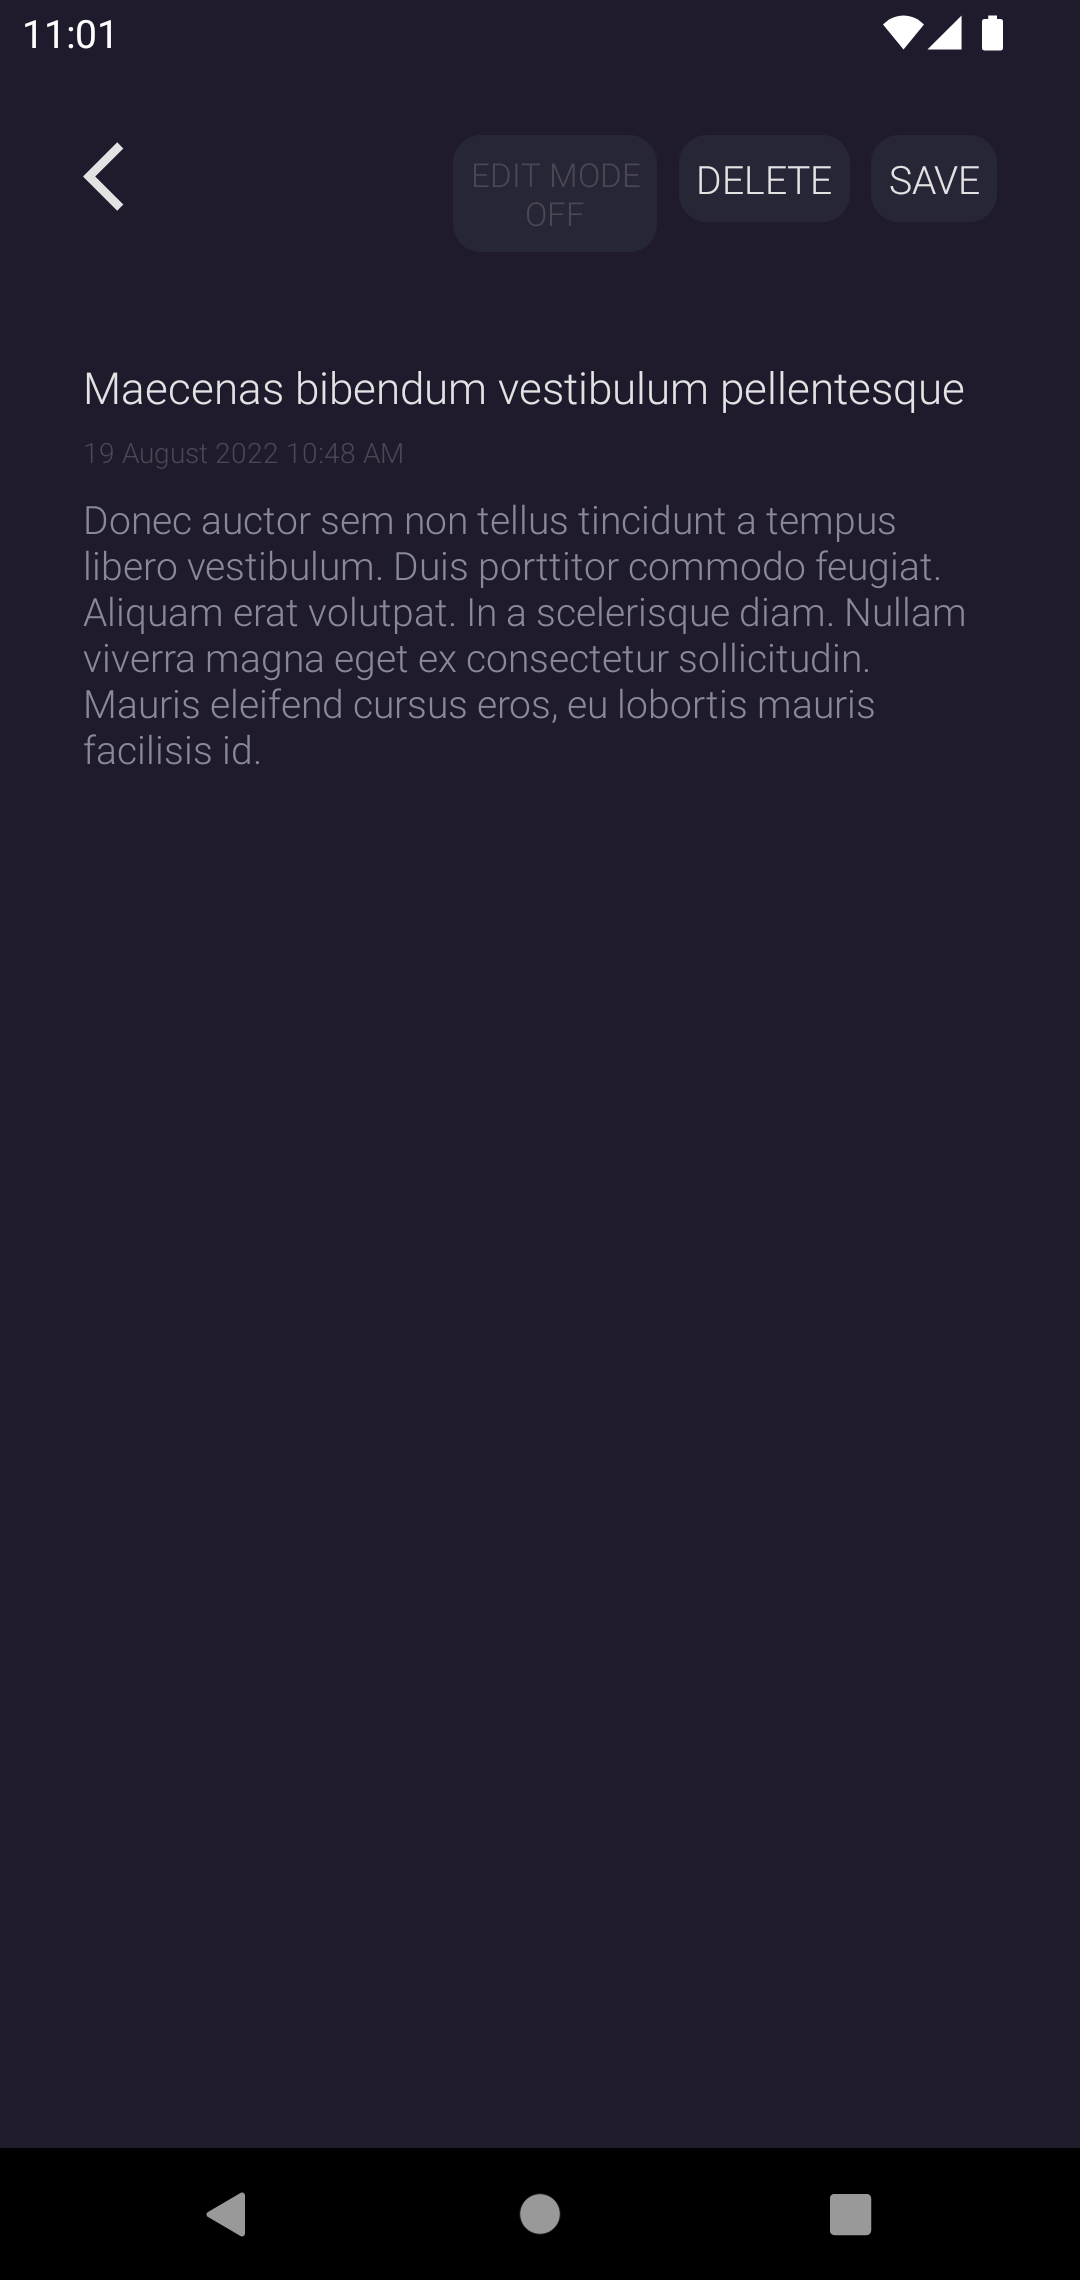 11:01
EDIT MODE
OFF
DELETE
SAVE
Maecenas bibendum vestibulum pellentesque
19 August 2022 10:48 AM
Donec auctor sem non tellus tincidunt a tempus
libero vestibulum. Duis porttitor commodo feugiat.
Aliquam erat volutpat. In a scelerisque diam. Nullam
viverra magna eget ex consectetur sollicitudin.
Mauris eleifend cursus eros, eu lobortis mauris
facilisis id.